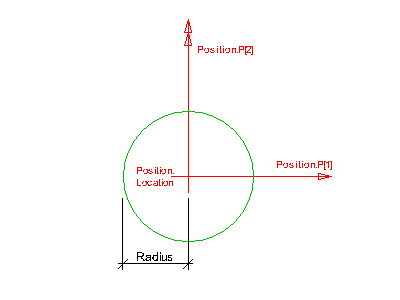 Position.P[2]
Position.P[1]
Position.
Location
Radius